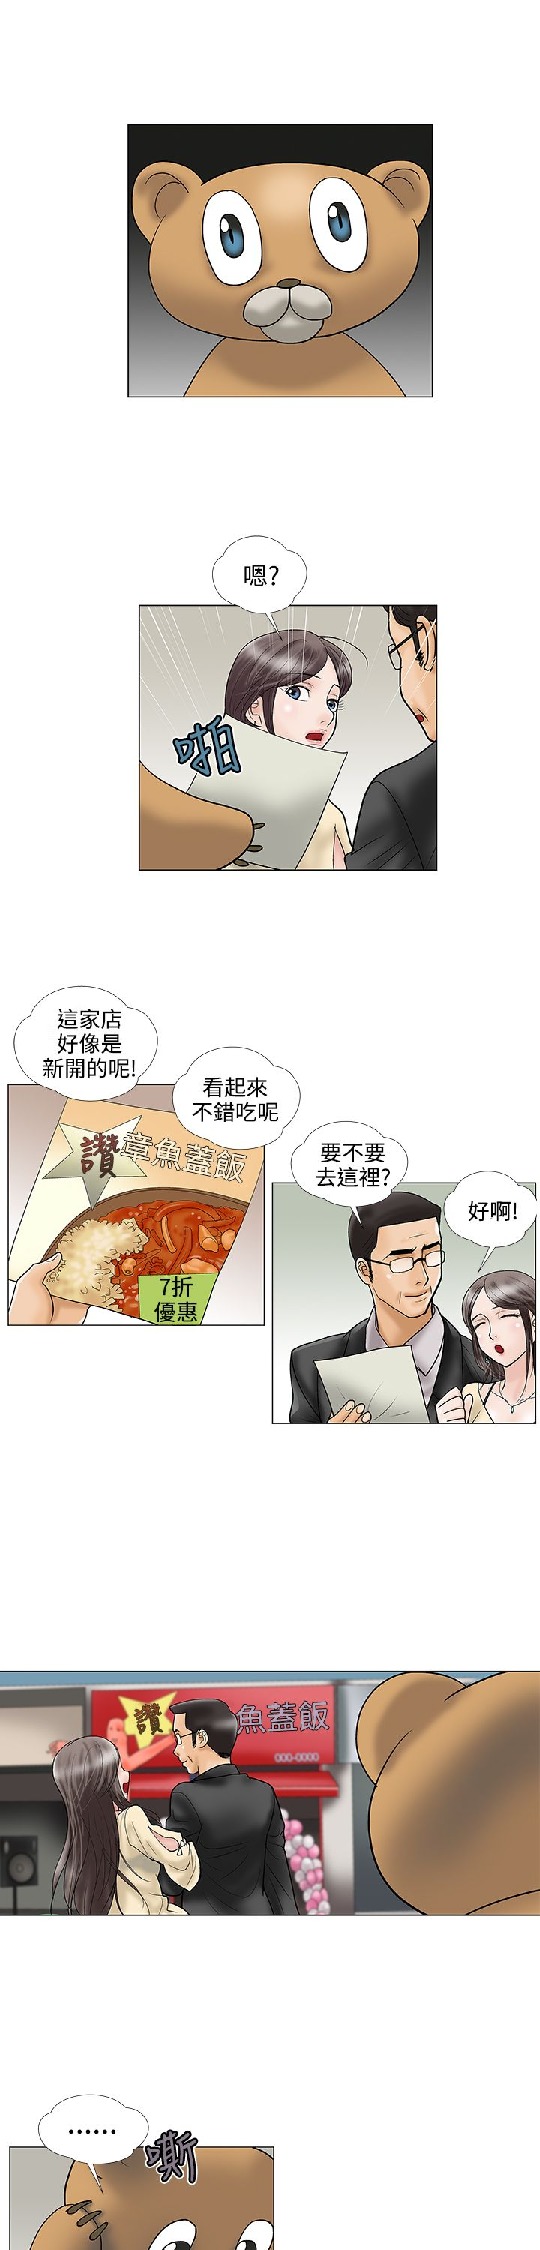 嗯?
啪
這家店
好像是
新開的呢!
看起來
不錯吃呢
讚
章魚蓋飯
7折
優惠
要不要
去這裡?
好啊!
讚
魚蓋飯
xxx-xxxx
……
嘶